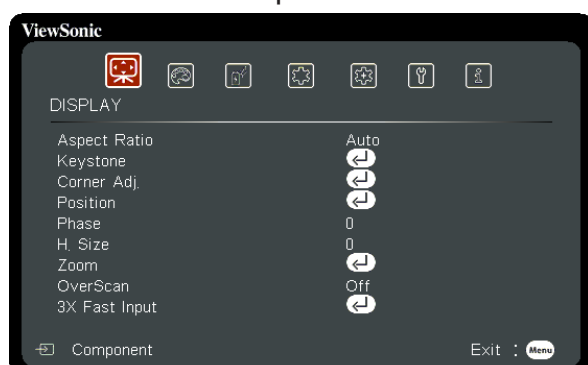 ViewSonic
DISPLAY
Aspect Ratio Auto
Keystone
Corner Adj.
Position
Phase 0
H. Size 0
Zoom
OverScan Off
3X Fast Input
Component Exit : Menu